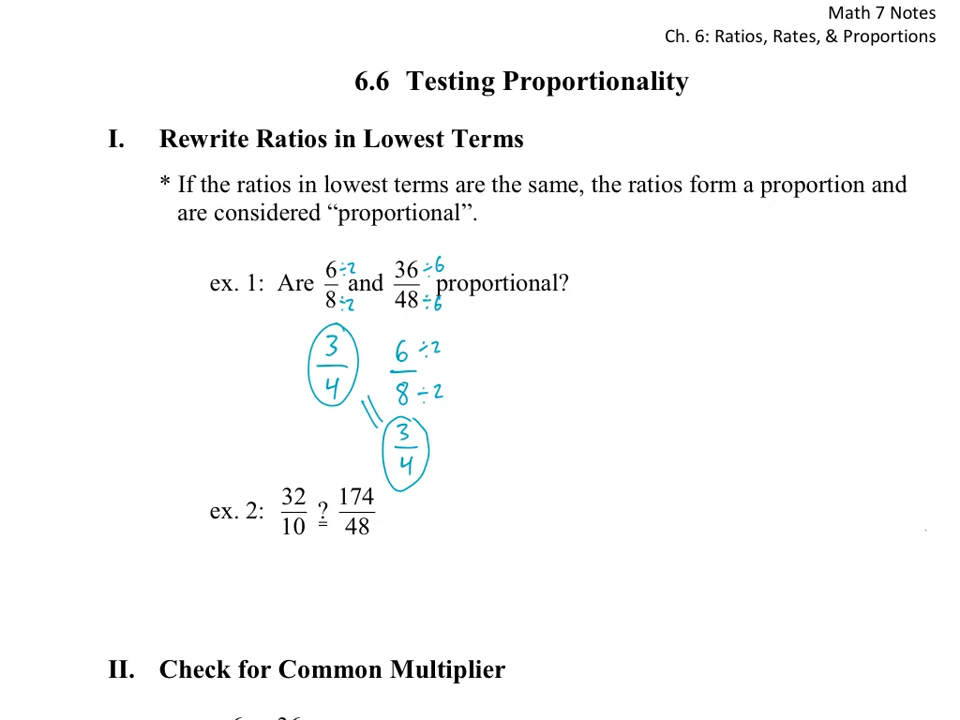 Math 7 Notes
Ch. 6: Ratios, Rates, & Proportions
6.6 Testing Proportionality
I. Rewrite Ratios in Lowest Terms
* If the ratios in lowest terms are the same, the ratios form a proportion and
are considered “proportional”.
ex. 1: Are 6/8 and 36/48 proportional?
÷2 ÷6
÷2 ÷6
3/4 = 6/8 ÷2
÷2
3/4
ex. 2: 32/10 ?= 174/48
II. Check for Common Multiplier